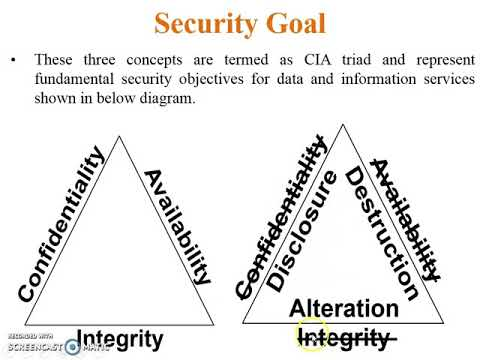 Security Goal
• These three concepts are termed as CIA triad and represent
fundamental security objectives for data and information services
shown in below diagram.
Confidentiality
Availability
Integrity
Confidentiality
Disclosure
Availability
Destruction
Alteration
Integrity
RECORDED WITH
SCREENCAST MATIC